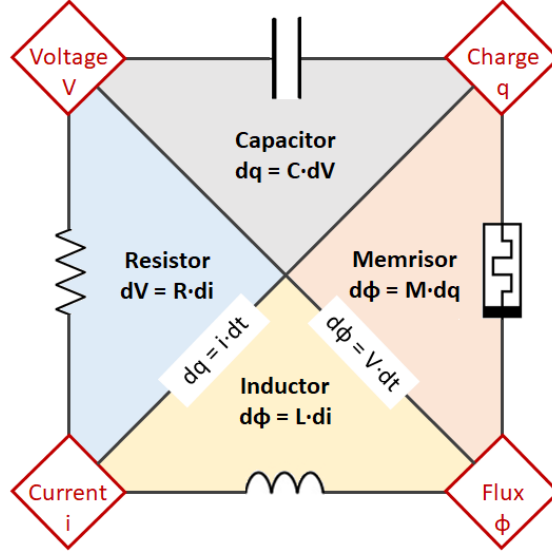 Voltage
V
Charge
q
Capacitor
dq = C·dV
Resistor
dV = R·di
Memrisor
dϕ = M·dq
dq = i·dt
dϕ = V·dt
Inductor
dϕ = L·di
Current
i
Flux
ϕ